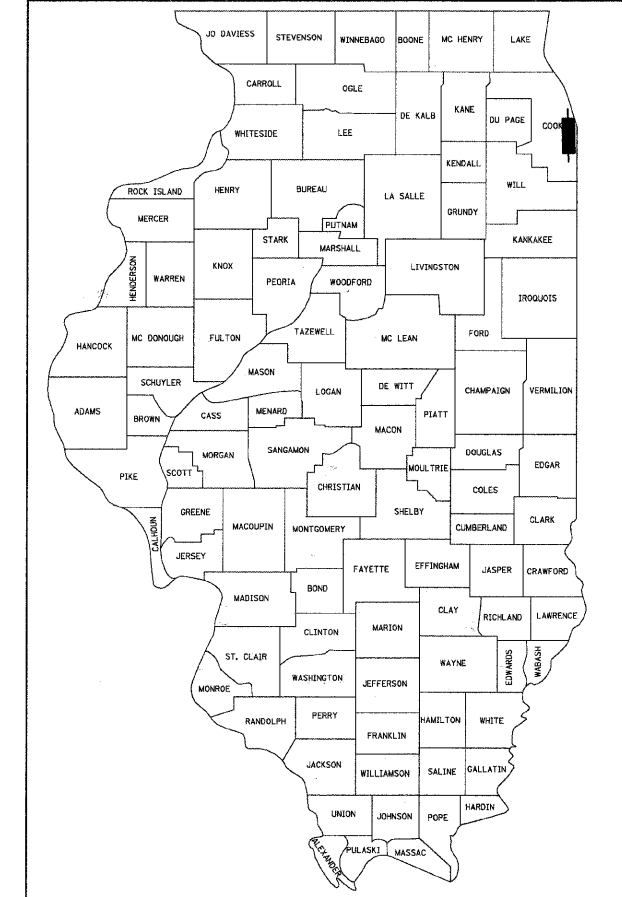 JO DAVIESS
STEVENSON
WINNEBAGO
BOONE
MC HENRY
LAKE
CARROLL
OGLE
DE KALB
KANE
DU PAGE
COOK
WHITESIDE
LEE
KENDALL
WILL
ROCK ISLAND
HENRY
BUREAU
LA SALLE
GRUNDY
MERCER
PUTNAM
STARK
MARSHALL
KANKAKEE
HENDERSON
WARREN
KNOX
PEORIA
WOODFORD
LIVINGSTON
IROQUOIS
HANCOCK
MC DONOUGH
FULTON
TAZEWELL
MC LEAN
FORD
MASON
SCHUYLER
LOGAN
DE WITT
CHAMPAIGN
VERMILION
ADAMS
BROWN
CASS
MENARD
MACON
PIATT
PIKE
SCOTT
MORGAN
SANGAMON
CHRISTIAN
MOULTRIE
DOUGLAS
EDGAR
COLES
GREENE
MACOUPIN
MONTGOMERY
SHELBY
CUMBERLAND
CLARK
CALHOUN
JERSEY
FAYETTE
EFFINGHAM
JASPER
CRAWFORD
MADISON
BOND
CLAY
RICHLAND
LAWRENCE
CLINTON
MARION
ST. CLAIR
WAYNE
EDWARDS
WABASH
WASHINGTON
JEFFERSON
MONROE
RANDOLPH
PERRY
HAMILTON
WHITE
FRANKLIN
JACKSON
WILLIAMSON
SALINE
GALLATIN
UNION
JOHNSON
POPE
HARDIN
ALEXANDER
PULASKI
MASSAC